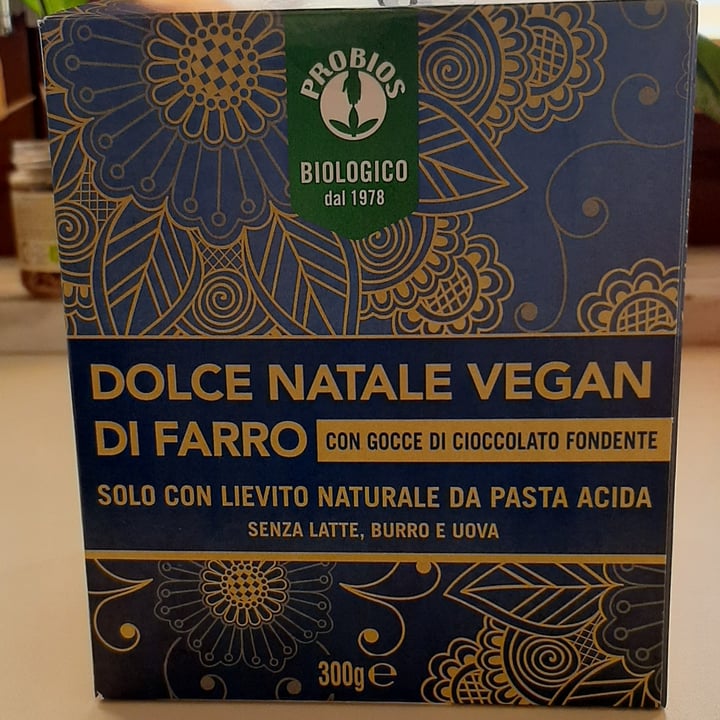 PROBIOS
BIOLOGICO
dal 1978
DOLCE NATALE VEGAN
DI FARRO CON GOCCE DI CIOCCOLATO FONDENTE
SOLO CON LIEVITO NATURALE DA PASTA ACIDA
SENZA LATTE, BURRO E UOVA
300g℮